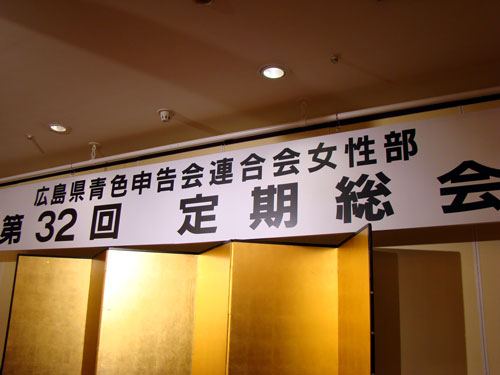 広島県青色申告会連合会女性部
第32回 定期総会